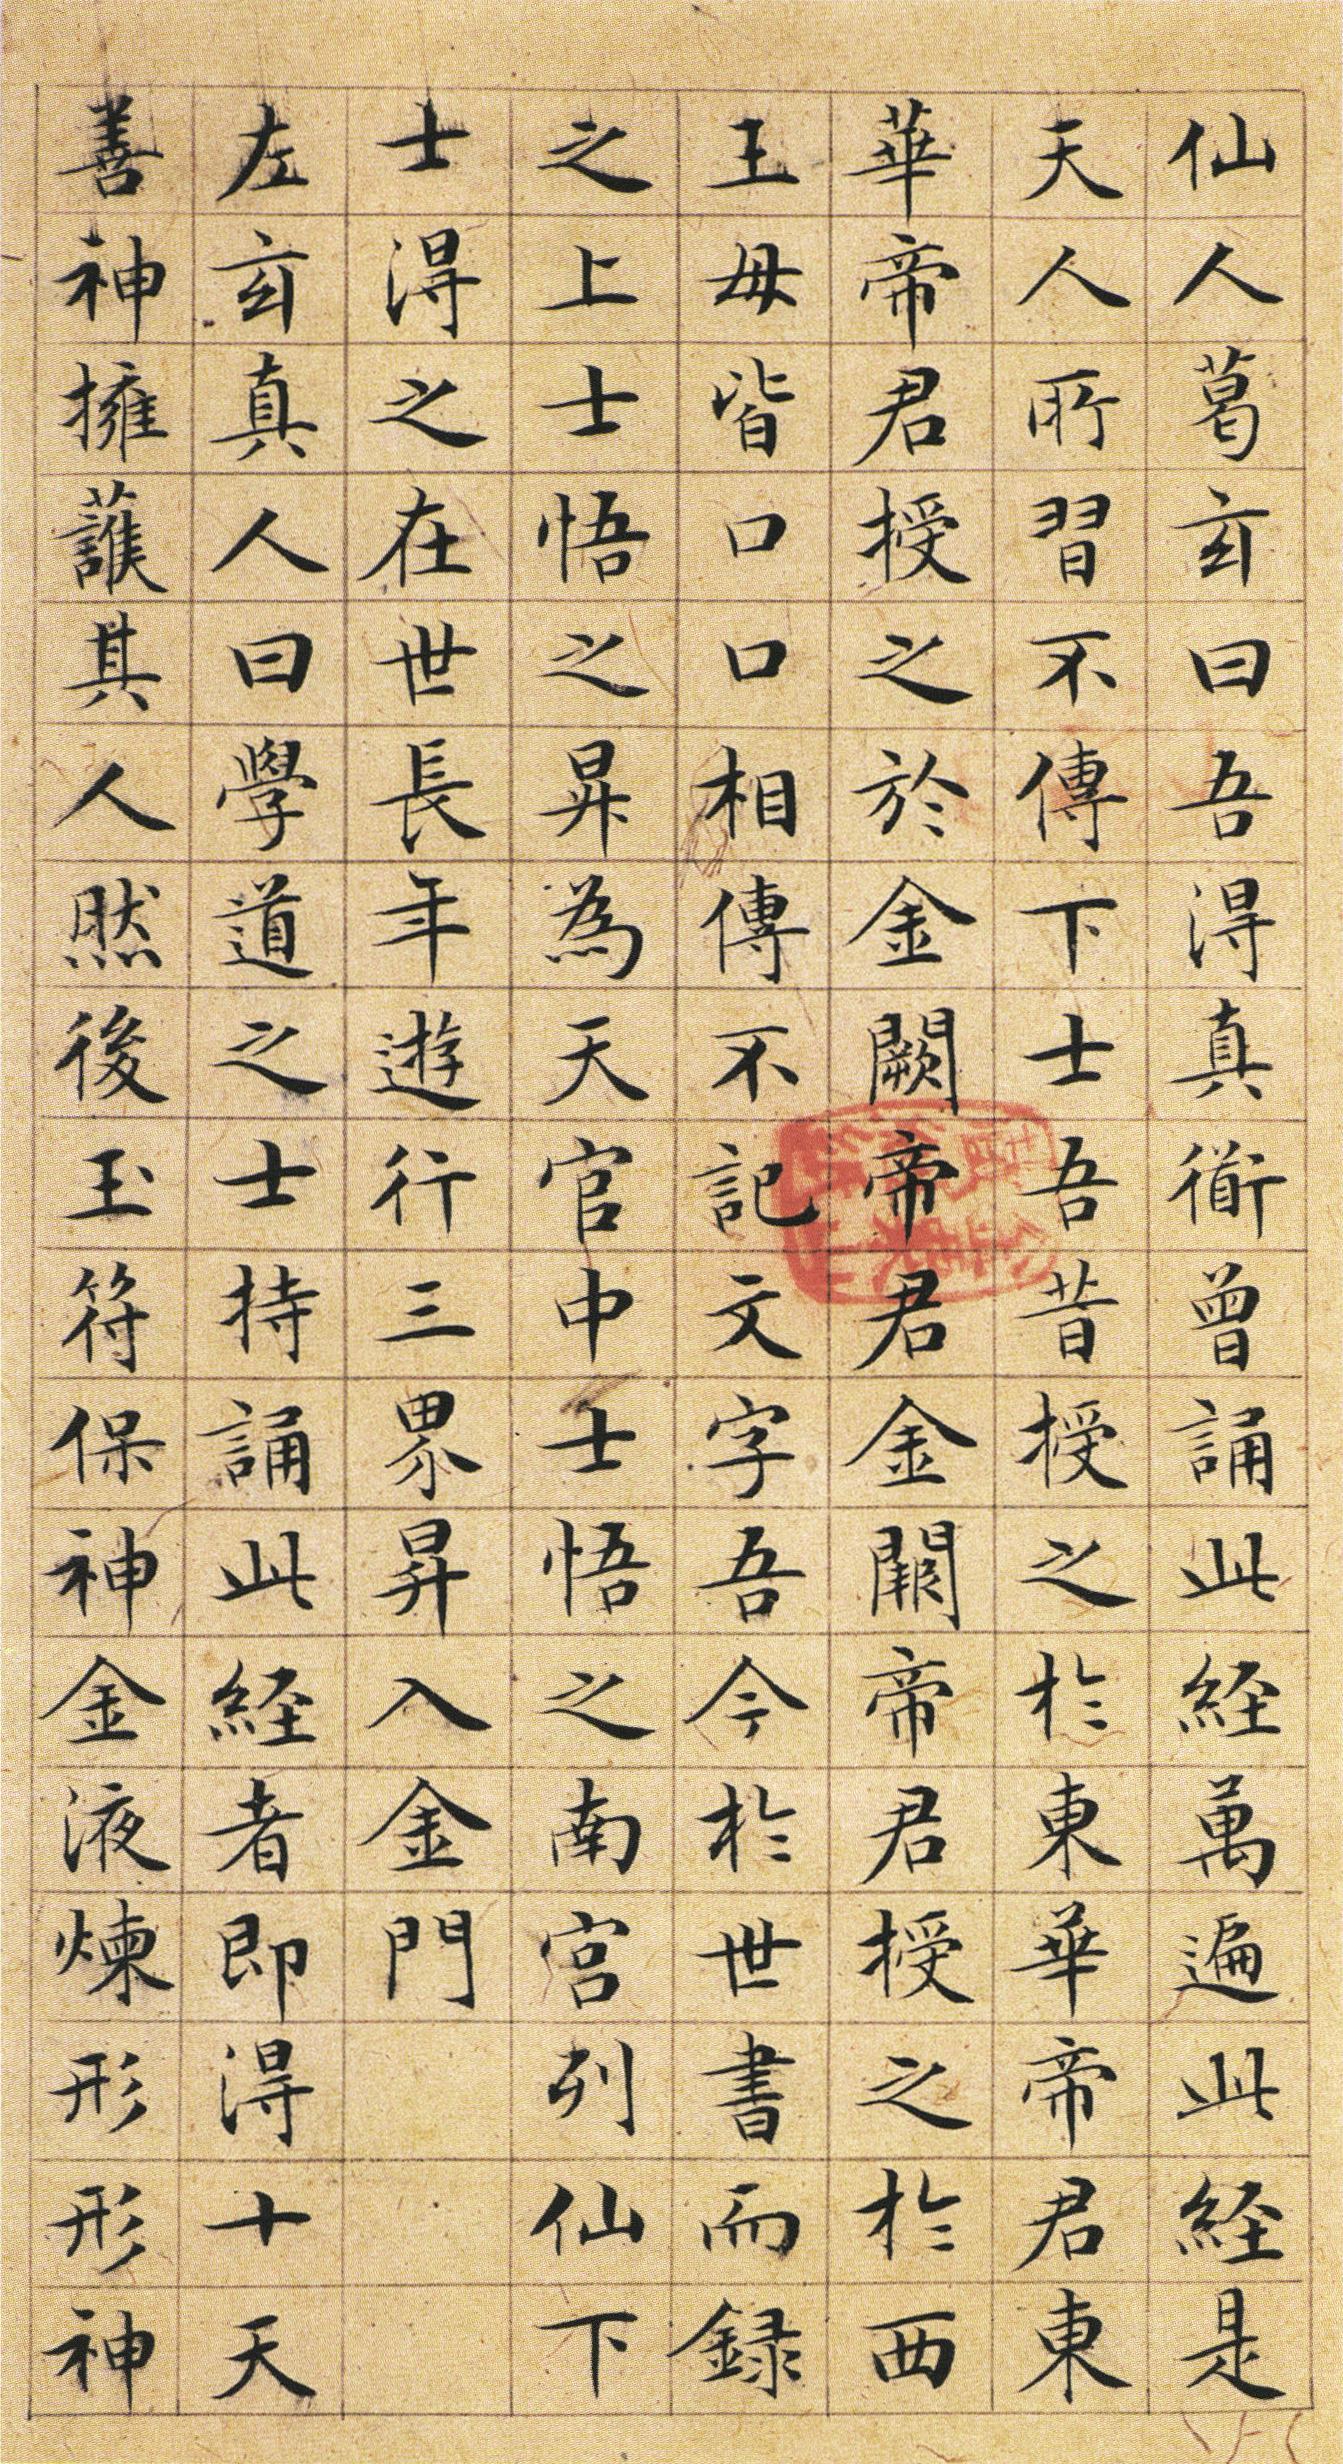 仙人葛玄曰吾得真衜曾誦此經萬遍此經是
天人所習不傳下士吾昔授之於東華帝君東
華帝君授之於金闕帝君金闕帝君授之於西
王母皆口口相傳不記文字吾今於世書而録
之上士悟之昇為天官中士悟之南宮列仙下
士得之在世長年遊行三界昇入金門
左玄真人曰學道之士持誦此經者即得十天
善神擁護其人然後玉符保神金液煉形形神